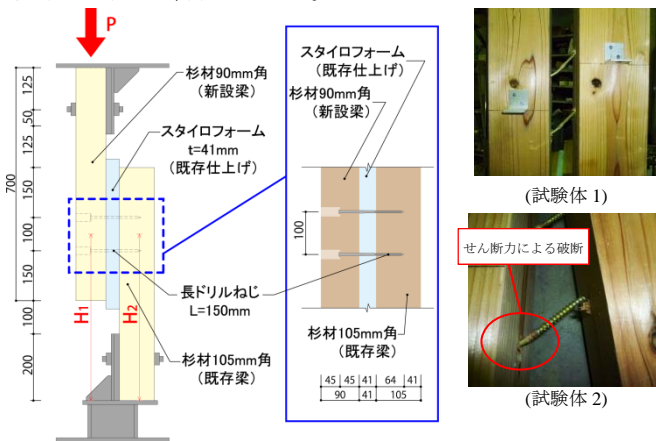 P
125
50
125
150
100
150
100
200
700
杉材90mm角
(新設梁)
スタイロフォーム
t=41mm
(既存仕上げ)
長ドリルねじ
L=150mm
杉材105mm角
(既存梁)
H1
H2
スタイロフォーム
(既存仕上げ)
杉材90mm角
(新設梁)
100
杉材105mm角
(既存梁)
45 45 41 64 41
90 41 105
(試験体 1)
せん断力による破断
(試験体 2)